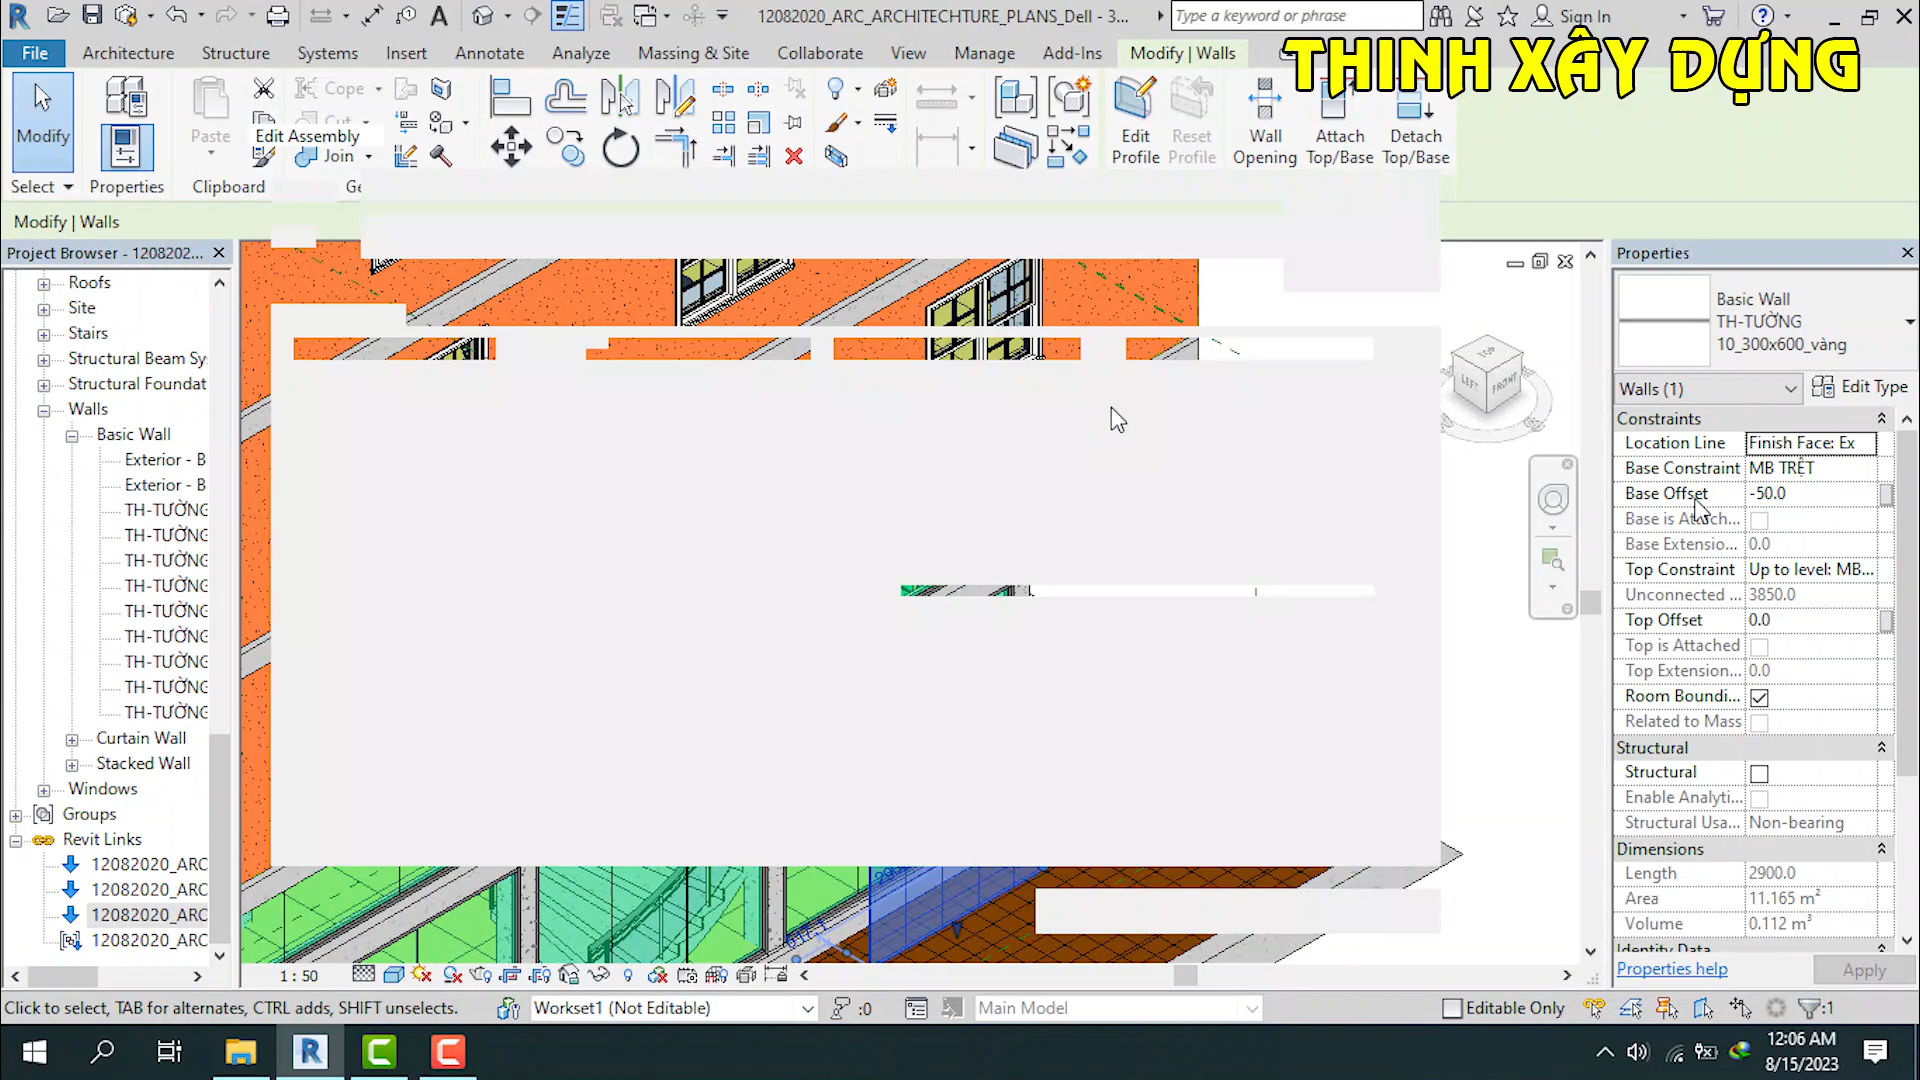 12082020_ARC_ARCHITECHTURE_PLANS_Dell - 3...
Type a keyword or phrase
Sign In
THỊNH XÂY DỰNG
File Architecture Structure Systems Insert Annotate Analyze Massing & Site Collaborate View Manage Add-Ins Modify | Walls
Cope
Cut
Modify
Paste
Edit Assembly
Join
Edit Profile
Reset Profile
Wall Opening
Attach Top/Base
Detach Top/Base
Select Properties Clipboard
Modify | Walls
Project Browser - 1208202...
Roofs
Site
Stairs
Structural Beam Sy
Structural Foundat
Walls
Basic Wall
Exterior - B
Exterior - B
TH-TƯỜNG
TH-TƯỜNG
TH-TƯỜNG
TH-TƯỜNG
TH-TƯỜNG
TH-TƯỜNG
TH-TƯỜNG
TH-TƯỜNG
TH-TƯỜNG
Curtain Wall
Stacked Wall
Windows
Groups
Revit Links
12082020_ARC
12082020_ARC
12082020_ARC
12082020_ARC
TOP
LEFT FRONT
Properties
Basic Wall
TH-TƯỜNG
10_300x600_vàng
Walls (1) Edit Type
Constraints
Location Line Finish Face: Ex
Base Constraint MB TRỆT
Base Offset -50.0
Base is Attach...
Base Extensio... 0.0
Top Constraint Up to level: MB...
Unconnected ... 3850.0
Top Offset 0.0
Top is Attached
Top Extension... 0.0
Room Boundi...
Related to Mass
Structural
Structural
Enable Analyti...
Structural Usa... Non-bearing
Dimensions
Length 2900.0
Area 11.165 m²
Volume 0.112 m³
Identity Data
Properties help Apply
1 : 50
Click to select, TAB for alternates, CTRL adds, SHIFT unselects.
Workset1 (Not Editable)
:0
Main Model
Editable Only
:1
12:06 AM
8/15/2023